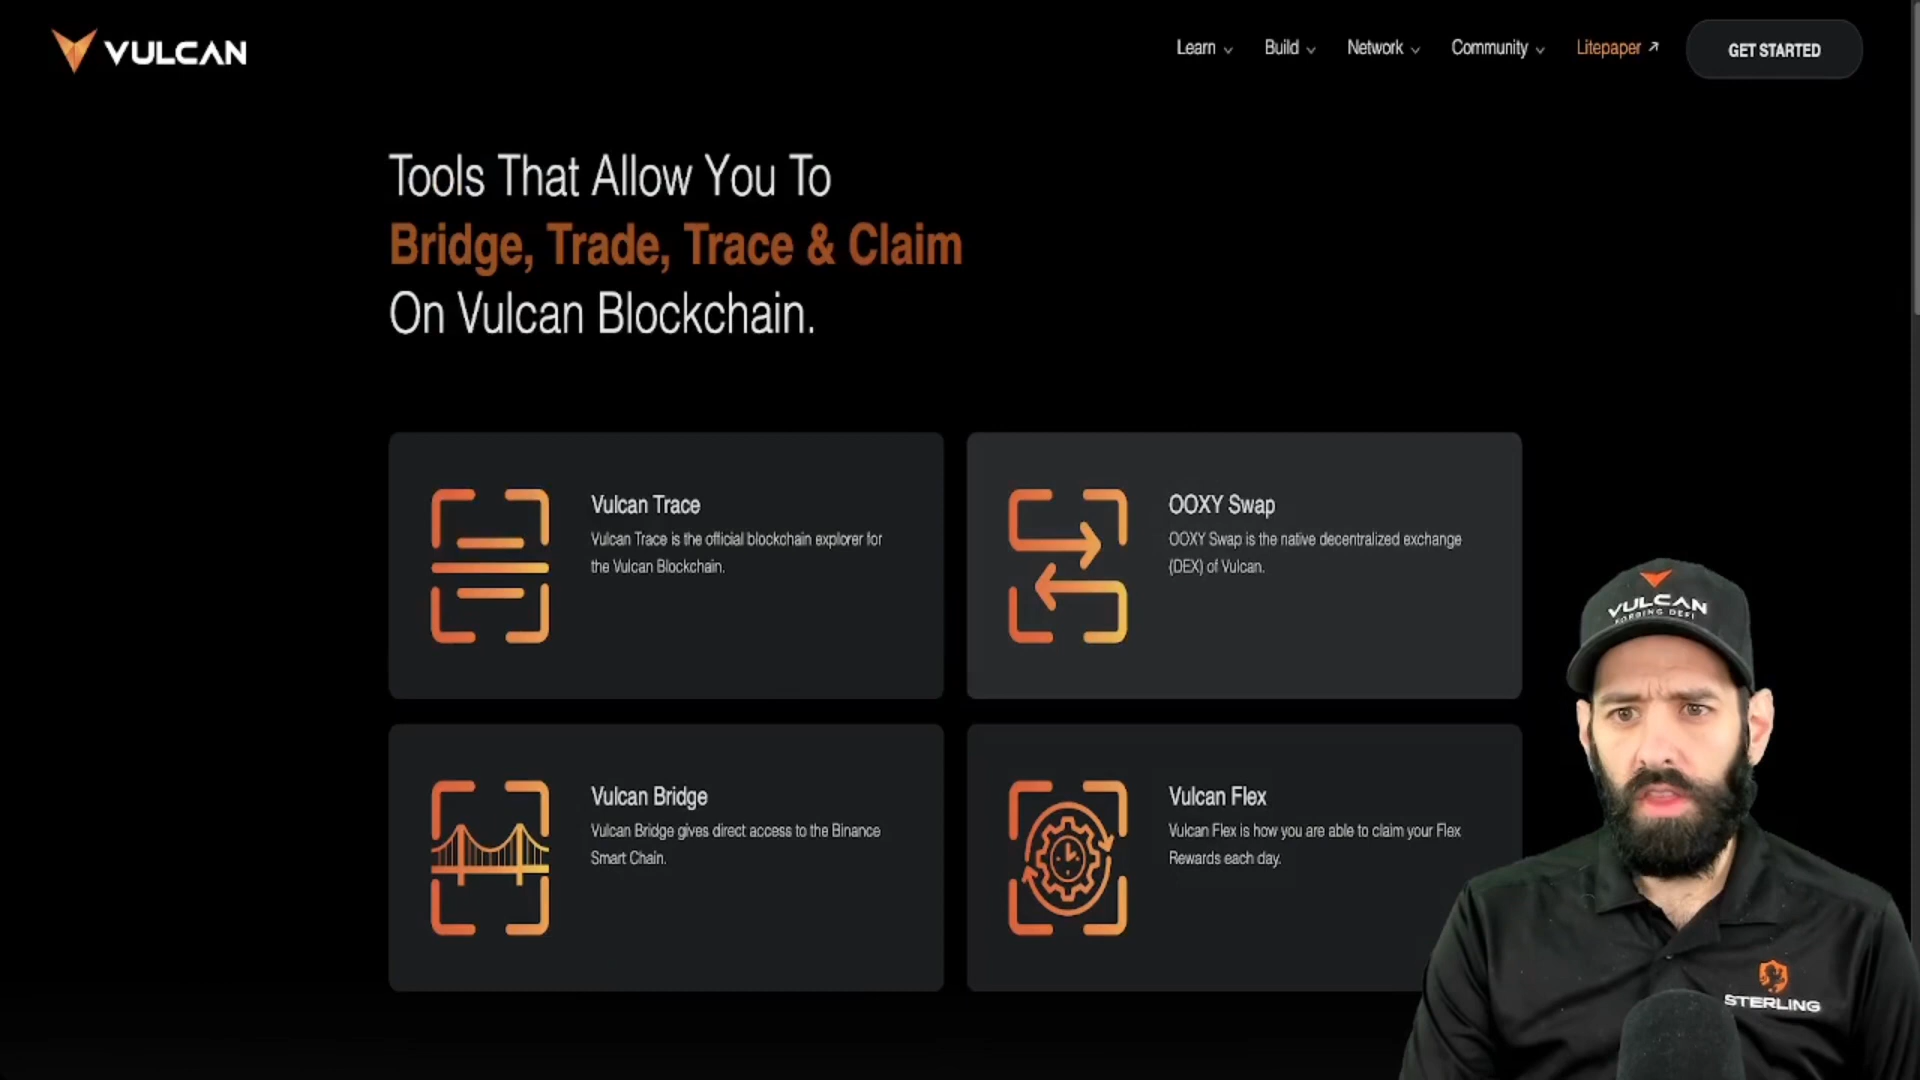 VULCAN
Learn
Build
Network
Community
Litepaper
GET STARTED
Tools That Allow You To
Bridge, Trade, Trace & Claim
On Vulcan Blockchain.
Vulcan Trace
Vulcan Trace is the official blockchain explorer for
the Vulcan Blockchain.
OOXY Swap
OOXY Swap is the native decentralized exchange
(DEX) of Vulcan.
Vulcan Bridge
Vulcan Bridge gives direct access to the Binance
Smart Chain.
Vulcan Flex
Vulcan Flex is how you are able to claim your Flex
Rewards each day.
VULCAN
FORGING DEFI
STERLING